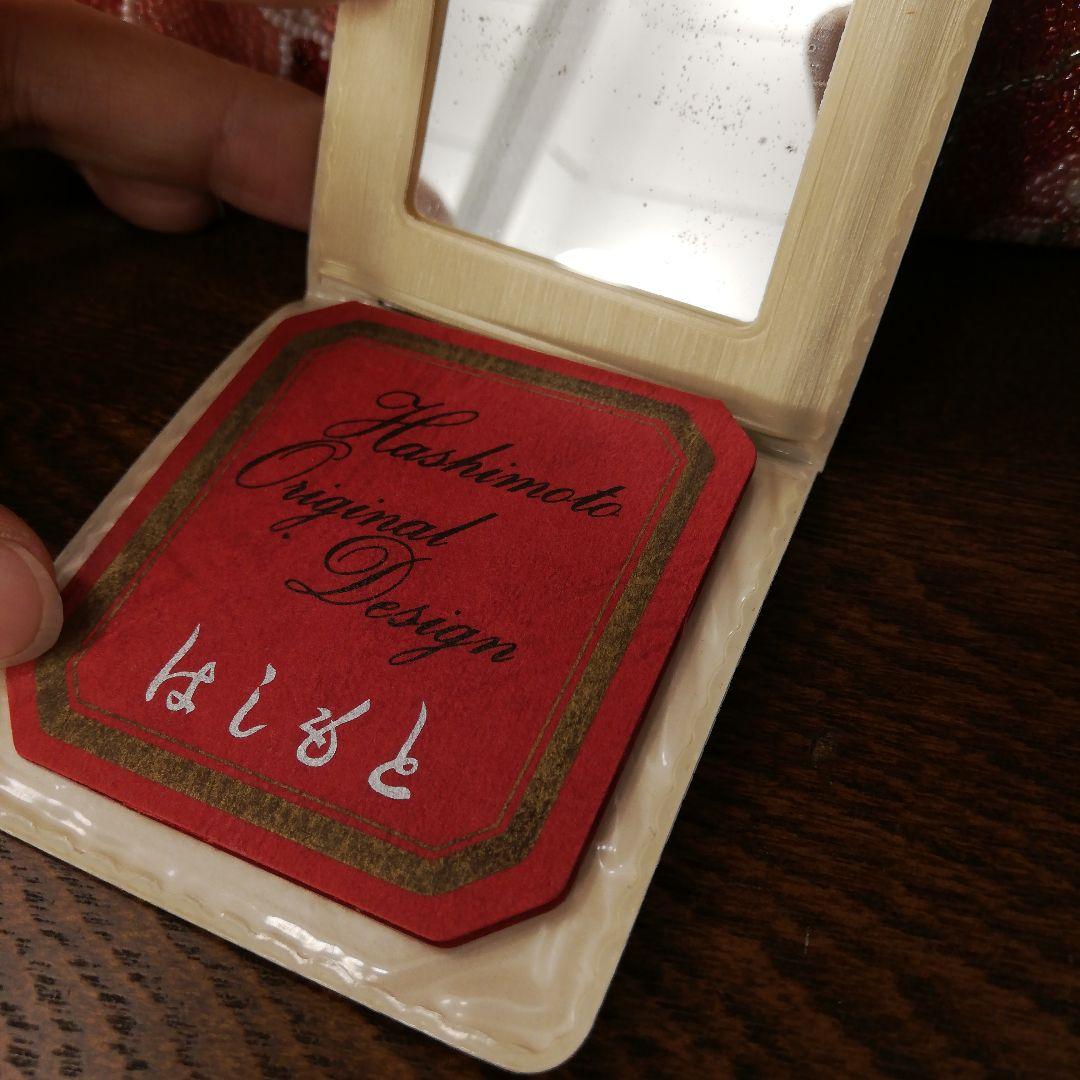 Hashimoto
Original
Design
はしもと